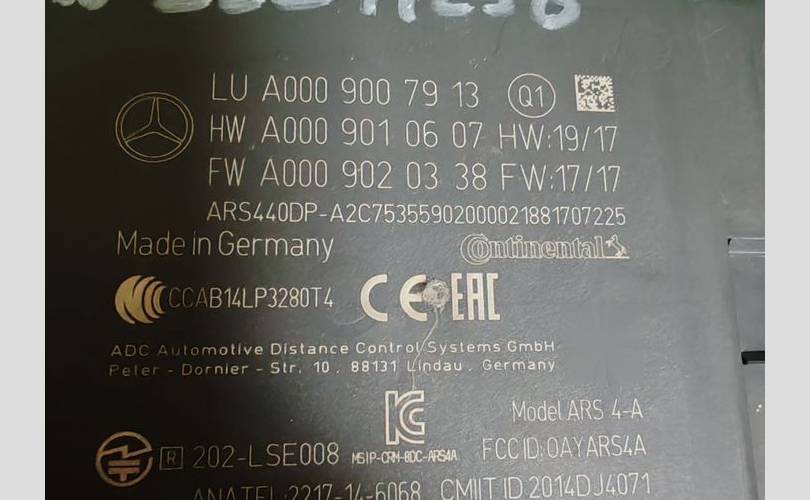 LU A000 900 79 13 Q1
HW A000 901 06 07 HW:19/17
FW A000 902 03 38 FW:17/17
ARS440DP-A2C75355902000021881707225
Made in Germany Continental
CCAB14LP3280T4 CE EAC
ADC Automotive Distance Control Systems GmbH
Peter - Dornier - Str. 10 . 88131 Lindau . Germany
KC Model ARS 4-A
R 202-LSE008 MSIP-CRM-BDC-ARS4A FCC ID: OAYARS4A
ANATEL:2217-14-6068 CMIIT ID 2014DJ4071